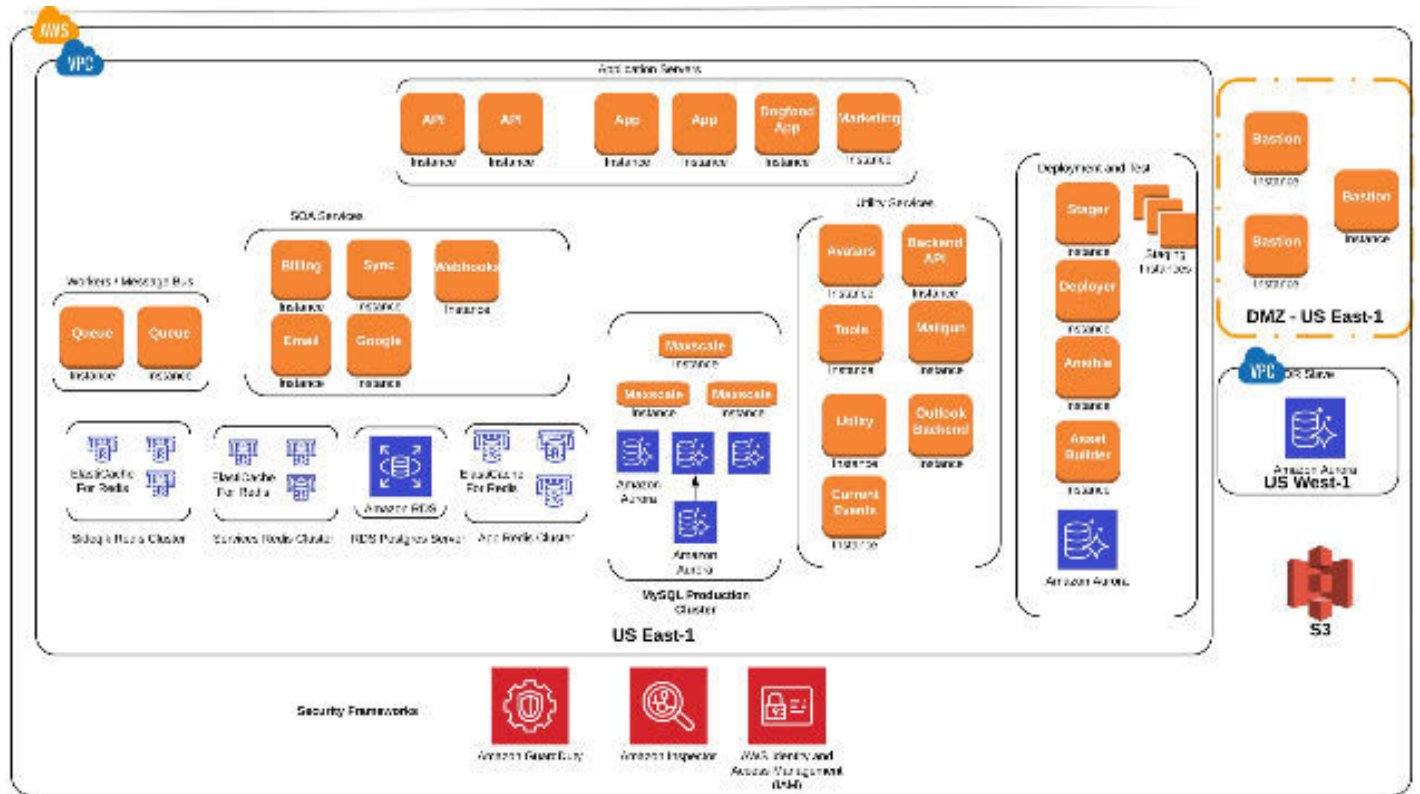 AWS
VPC
Application Servers
API
Instance
API
Instance
App
Instance
App
Instance
Dogfood
App
Instance
Marketing
Instance
Deployment and Test
Stager
Instance
Staging
Instances
Deployer
Instance
Ansible
Instance
Asset
Builder
Instance
Amazon Aurora
SOA Services
Billing
Instance
Sync
Instance
Webhooks
Instance
Email
Instance
Google
Instance
Workers / Message Bus
Queue
Instance
Queue
Instance
Utility Services
Avatars
Instance
Backend
API
Instance
Tools
Instance
Mailgun
Instance
Utility
Instance
Outlook
Backend
Instance
Current
Events
Instance
Maxscale
Instance
Maxscale
Instance
Maxscale
Instance
Amazon
Aurora
Amazon
Aurora
MySQL Production
Cluster
ElastiCache
For Redis
Sidekiq Redis Cluster
ElastiCache
For Redis
Services Redis Cluster
Amazon RDS
RDS Postgres Server
ElastiCache
For Redis
App Redis Cluster
US East-1
Bastion
Instance
Bastion
Instance
Bastion
Instance
DMZ - US East-1
VPC
DR Slave
Amazon Aurora
US West-1
S3
Security Frameworks
Amazon GuardDuty
Amazon Inspector
AWS Identity and
Access Management
(IAM)